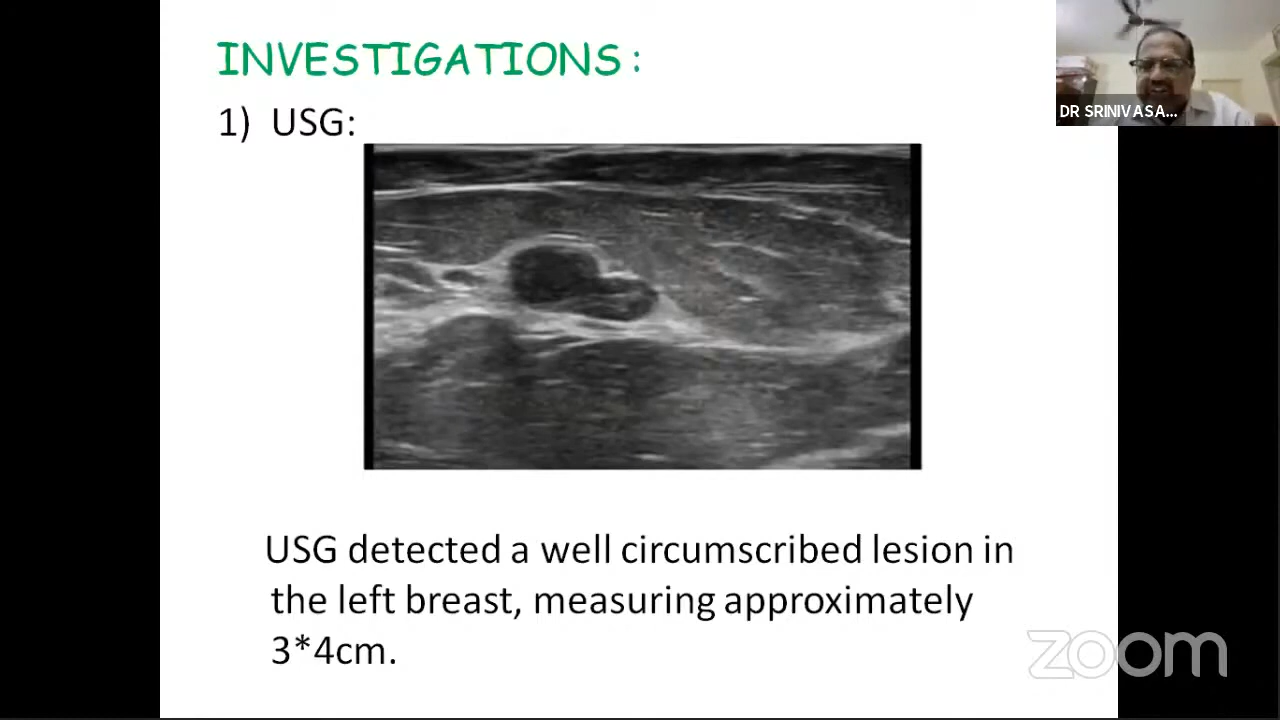 INVESTIGATIONS :
1) USG:
DR SRINIVASA...
USG detected a well circumscribed lesion in
the left breast, measuring approximately
3*4cm.
zoom